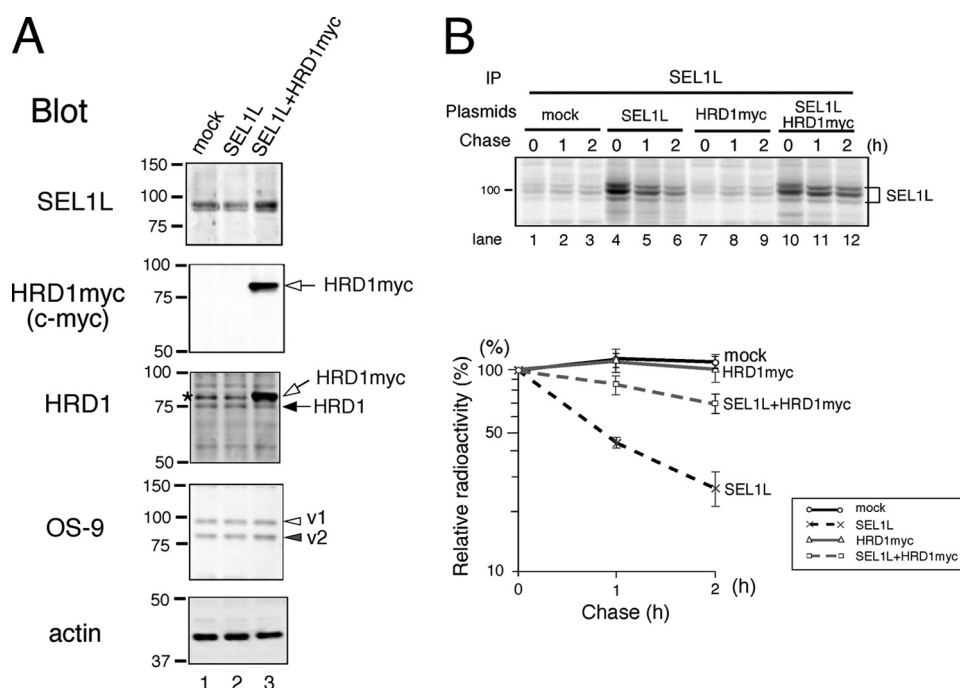 A
Blot
mock
SEL1L
SEL1L+HRD1myc
SEL1L
150
100
75
HRD1myc
(c-myc)
100
75
50
HRD1myc
HRD1
100
*
75
50
HRD1myc
HRD1
OS-9
150
100
75
v1
v2
actin
50
37
1 2 3
B
IP SEL1L
Plasmids mock SEL1L HRD1myc SEL1L HRD1myc
Chase 0 1 2 0 1 2 0 1 2 0 1 2 (h)
100
SEL1L
lane 1 2 3 4 5 6 7 8 9 10 11 12
(%)
Relative radioactivity (%)
100
50
10
mock
HRD1myc
SEL1L+HRD1myc
SEL1L
0 1 2 (h)
Chase (h)
mock
SEL1L
HRD1myc
SEL1L+HRD1myc